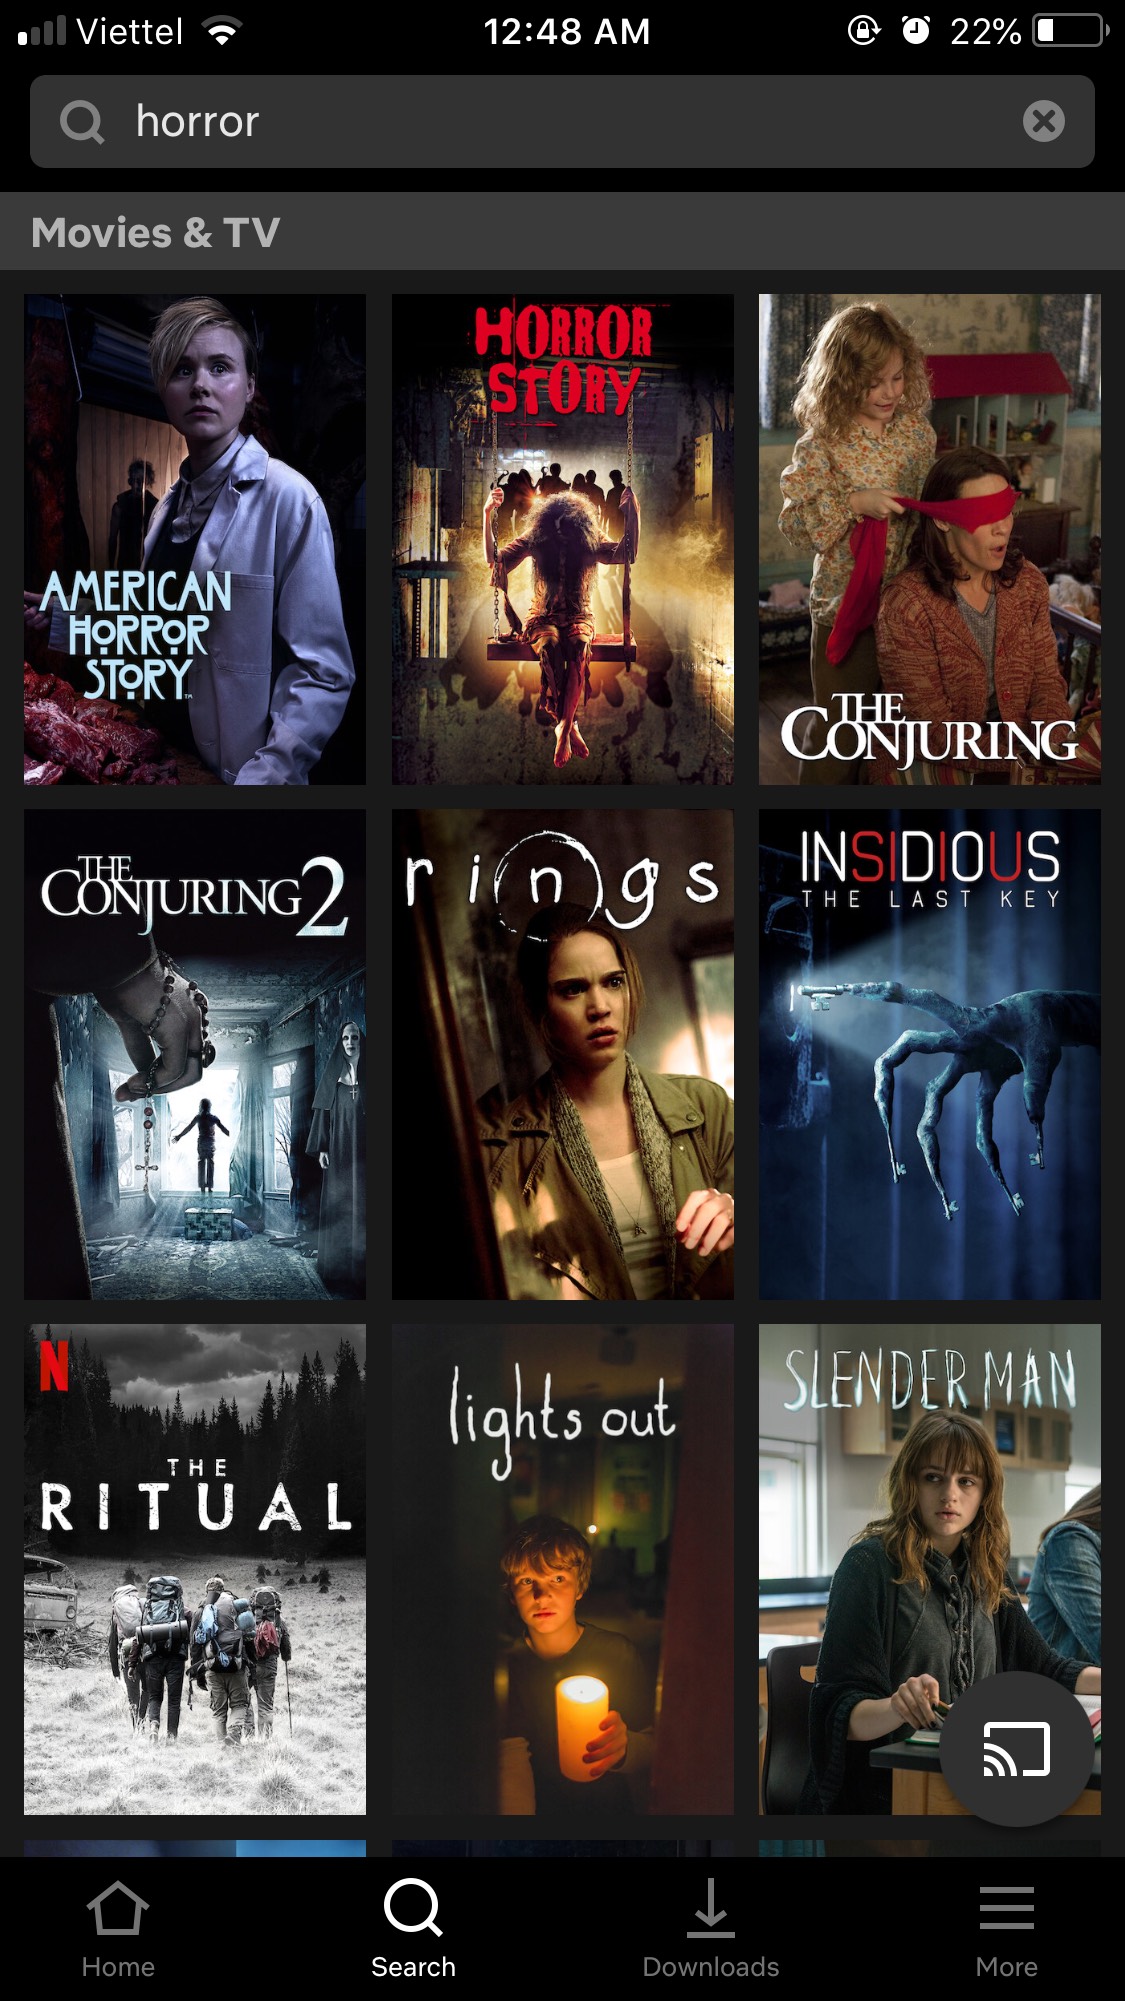 Viettel 12:48 AM 22%
horror
Movies & TV
AMERICAN
HORROR
STORY™
HORROR
STORY
THE
CONJURING
THE
CONJURING 2
rings
INSIDIOUS
THE LAST KEY
N
THE
RITUAL
lights out
SLENDER MAN
Home Search Downloads More